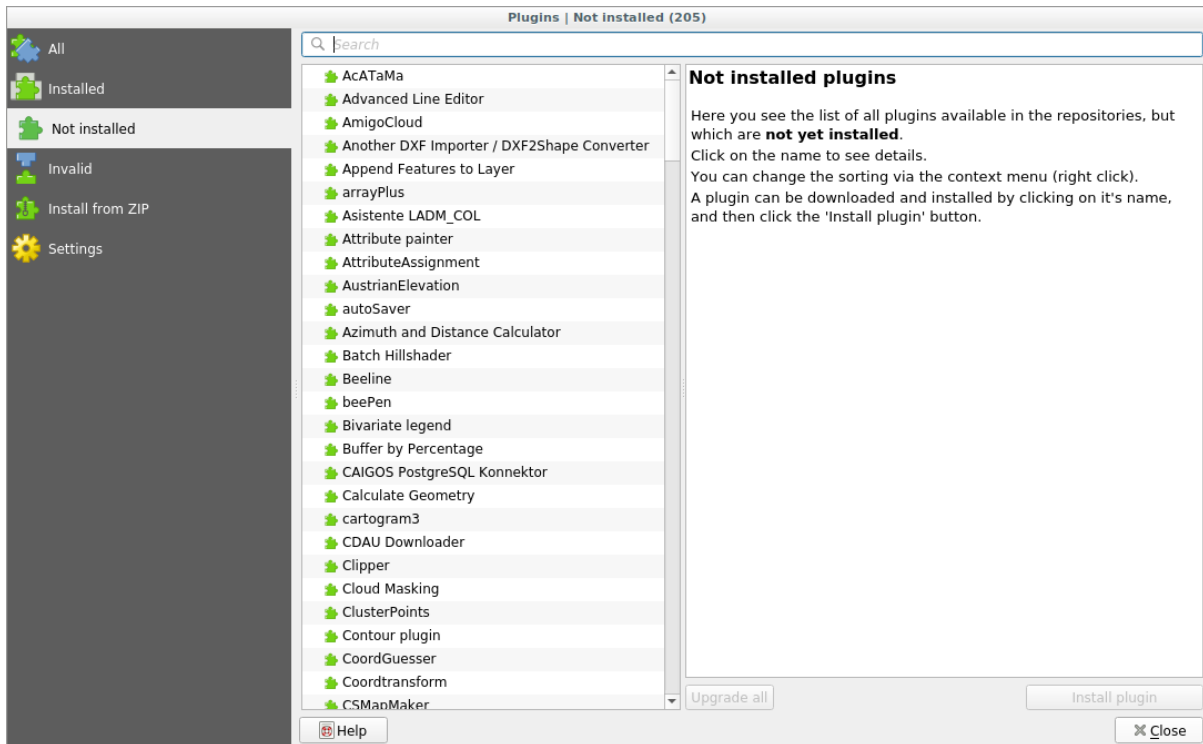 Plugins | Not installed (205)
All
Installed
Not installed
Invalid
Install from ZIP
Settings
Search
AcATaMa
Advanced Line Editor
AmigoCloud
Another DXF Importer / DXF2Shape Converter
Append Features to Layer
arrayPlus
Asistente LADM_COL
Attribute painter
AttributeAssignment
AustrianElevation
autoSaver
Azimuth and Distance Calculator
Batch Hillshader
Beeline
beePen
Bivariate legend
Buffer by Percentage
CAIGOS PostgreSQL Konnektor
Calculate Geometry
cartogram3
CDAU Downloader
Clipper
Cloud Masking
ClusterPoints
Contour plugin
CoordGuesser
Coordtransform
CSMapMaker
Not installed plugins
Here you see the list of all plugins available in the repositories, but
which are not yet installed.
Click on the name to see details.
You can change the sorting via the context menu (right click).
A plugin can be downloaded and installed by clicking on it's name,
and then click the 'Install plugin' button.
Upgrade all
Install plugin
Help
Close